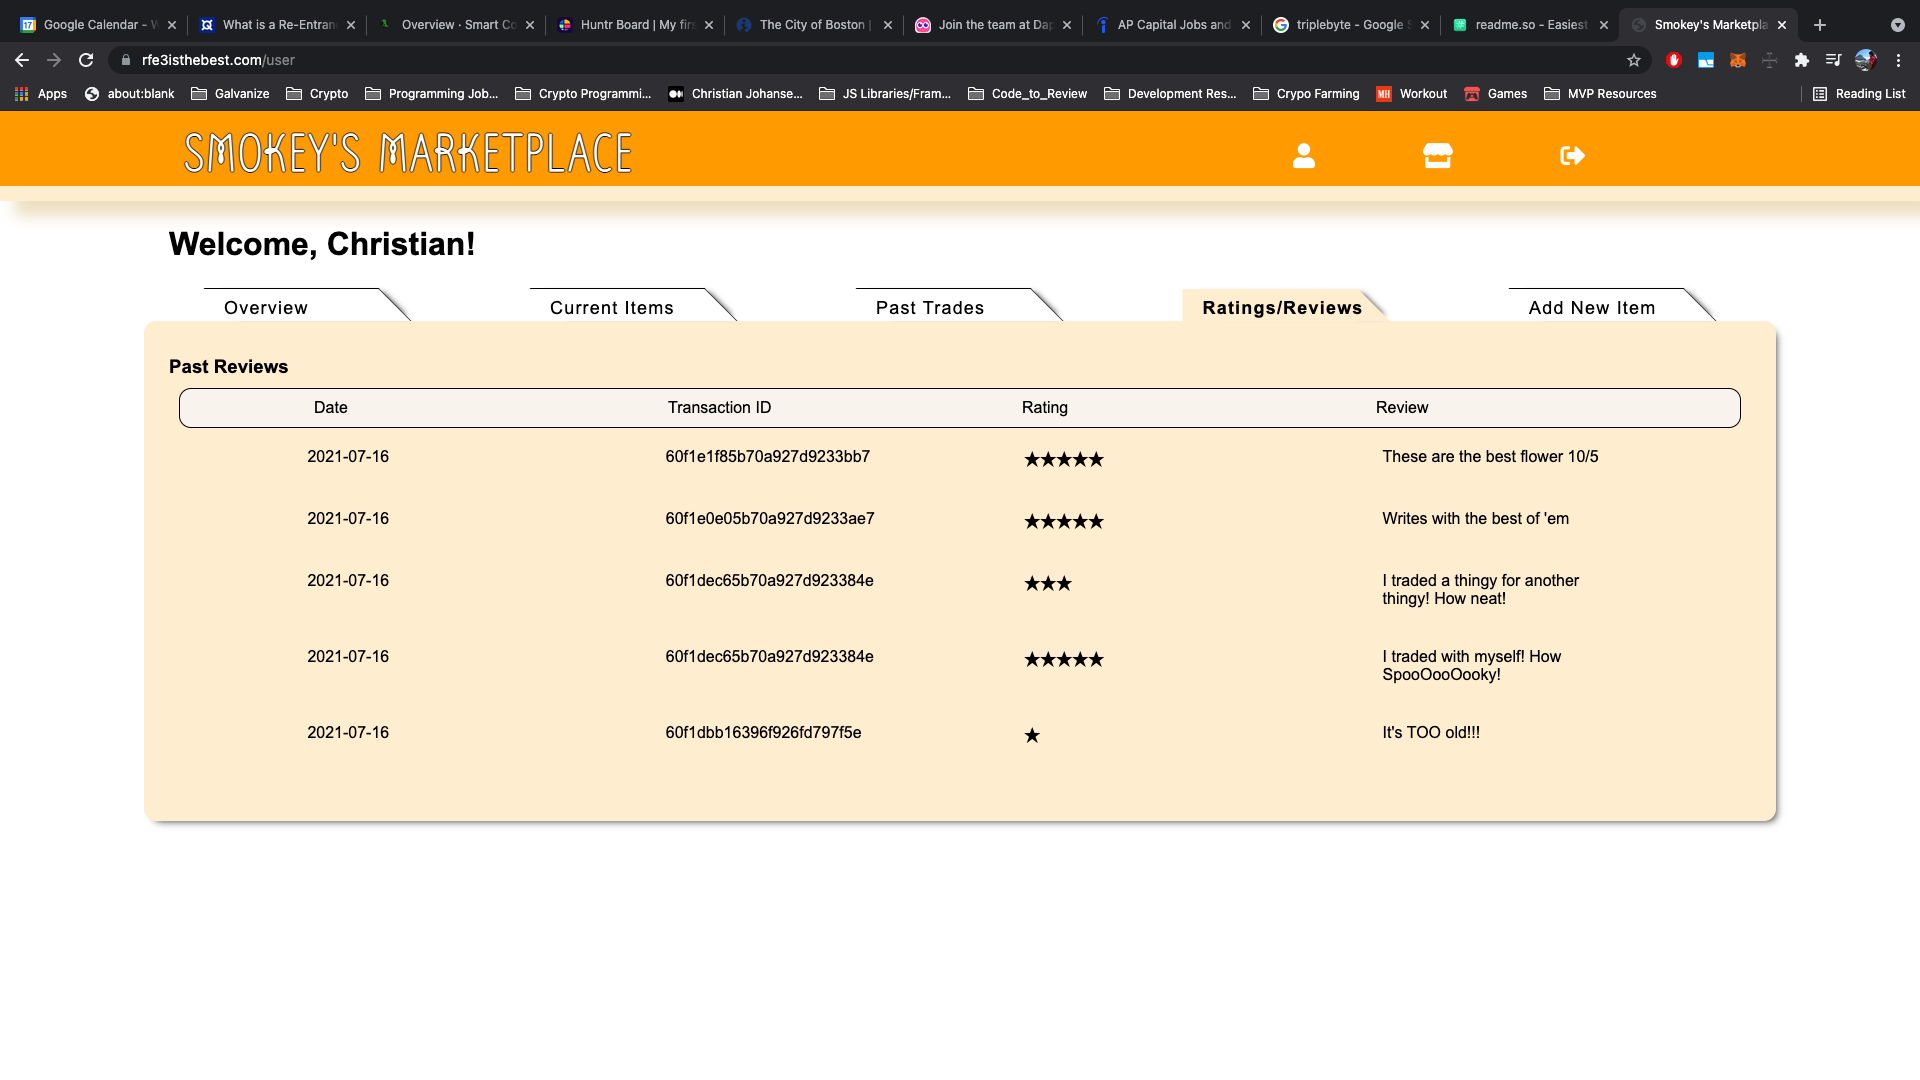 Google Calendar - W
What is a Re-Entran
Overview · Smart Co
Huntr Board | My firs
The City of Boston |
Join the team at Dap
AP Capital Jobs and
triplebyte - Google S
readme.so - Easiest
Smokey's Marketpla
rfe3isthebest.com/user
Apps
about:blank
Galvanize
Crypto
Programming Job...
Crypto Programmi...
Christian Johanse...
JS Libraries/Fram...
Code_to_Review
Development Res...
Crypo Farming
MH Workout
Games
MVP Resources
Reading List
SMOKEY'S MARKETPLACE
Welcome, Christian!
Overview Current Items Past Trades Ratings/Reviews Add New Item
Past Reviews
Date Transaction ID Rating Review
2021-07-16 60f1e1f85b70a927d9233bb7 ★★★★★ These are the best flower 10/5
2021-07-16 60f1e0e05b70a927d9233ae7 ★★★★★ Writes with the best of 'em
2021-07-16 60f1dec65b70a927d923384e ★★★ I traded a thingy for another
thingy! How neat!
2021-07-16 60f1dec65b70a927d923384e ★★★★★ I traded with myself! How
SpooOooOooky!
2021-07-16 60f1dbb16396f926fd797f5e ★ It's TOO old!!!